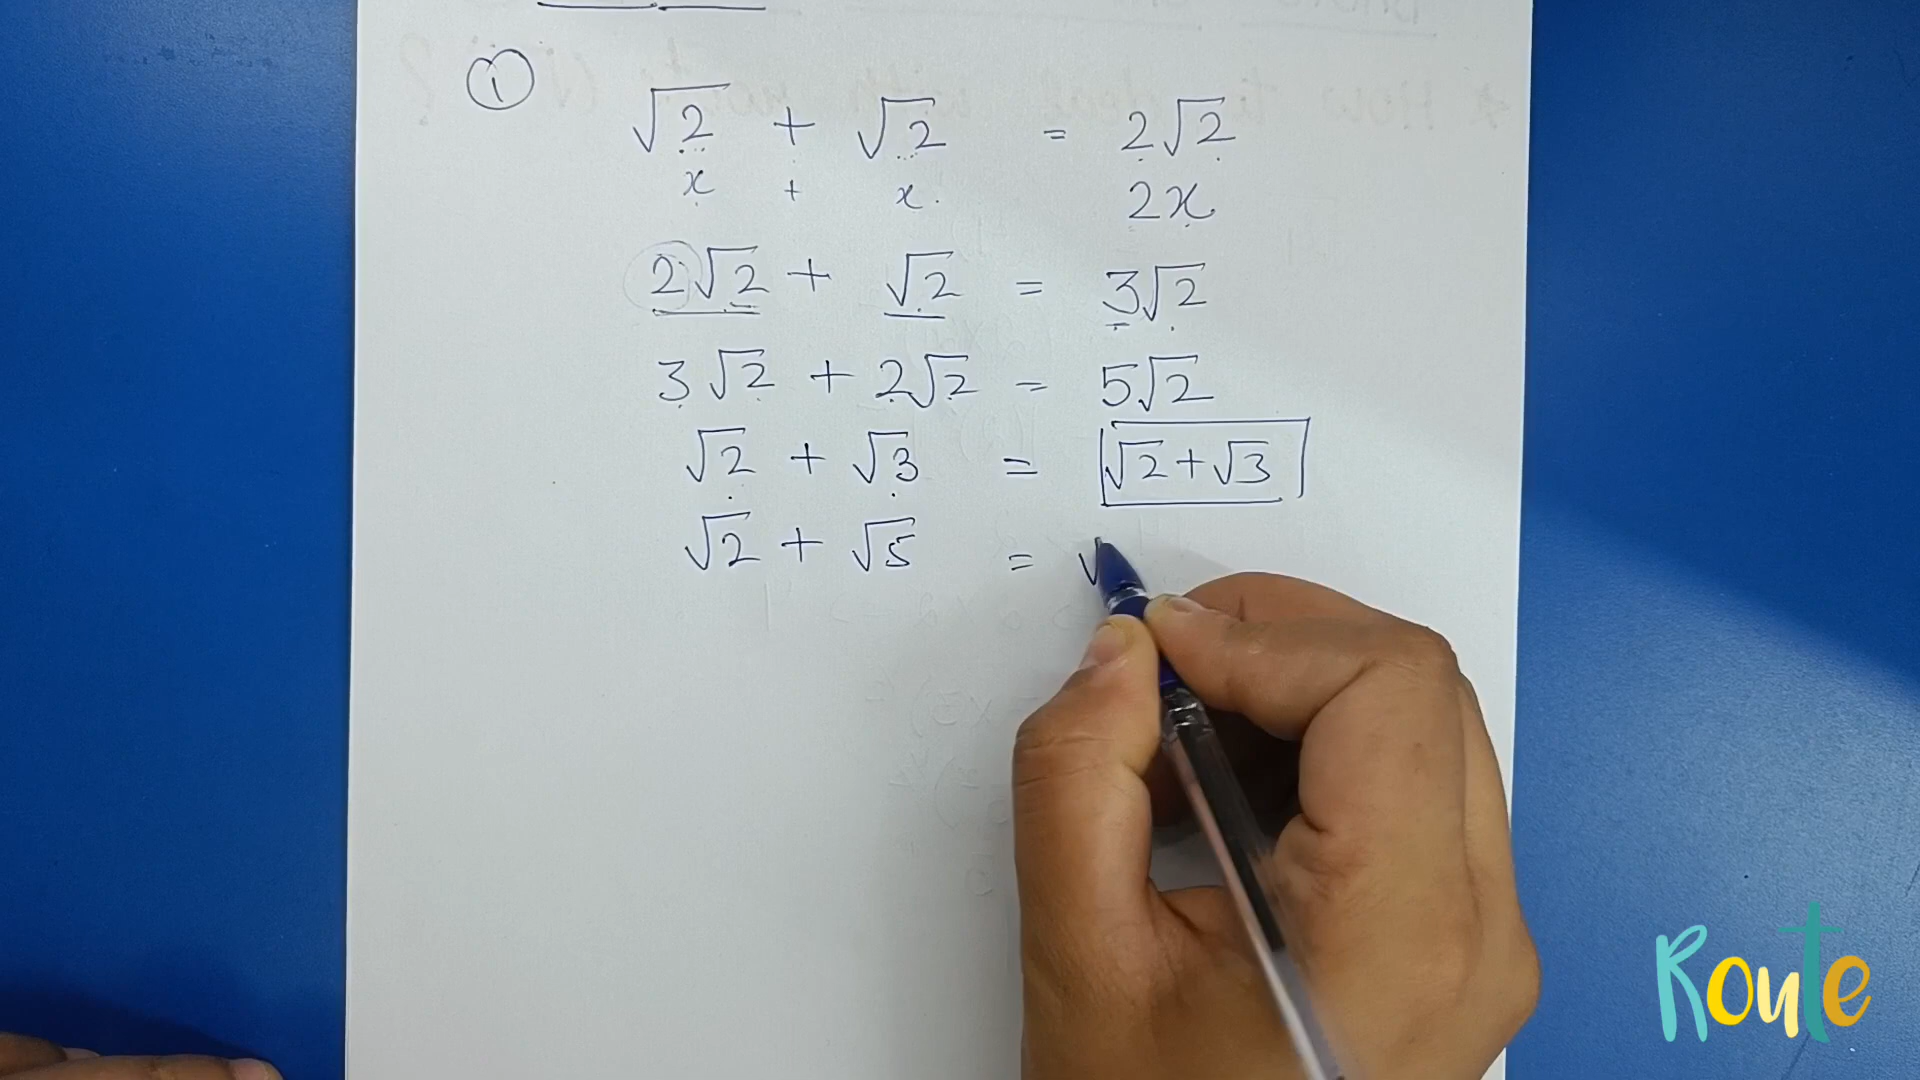 ①
√2 + √2 = 2√2
x + x. 2x.
2√2 + √2 = 3√2
3√2 + 2√2 = 5√2
√2 + √3 = √2+√3
√2 + √5 = √
Route